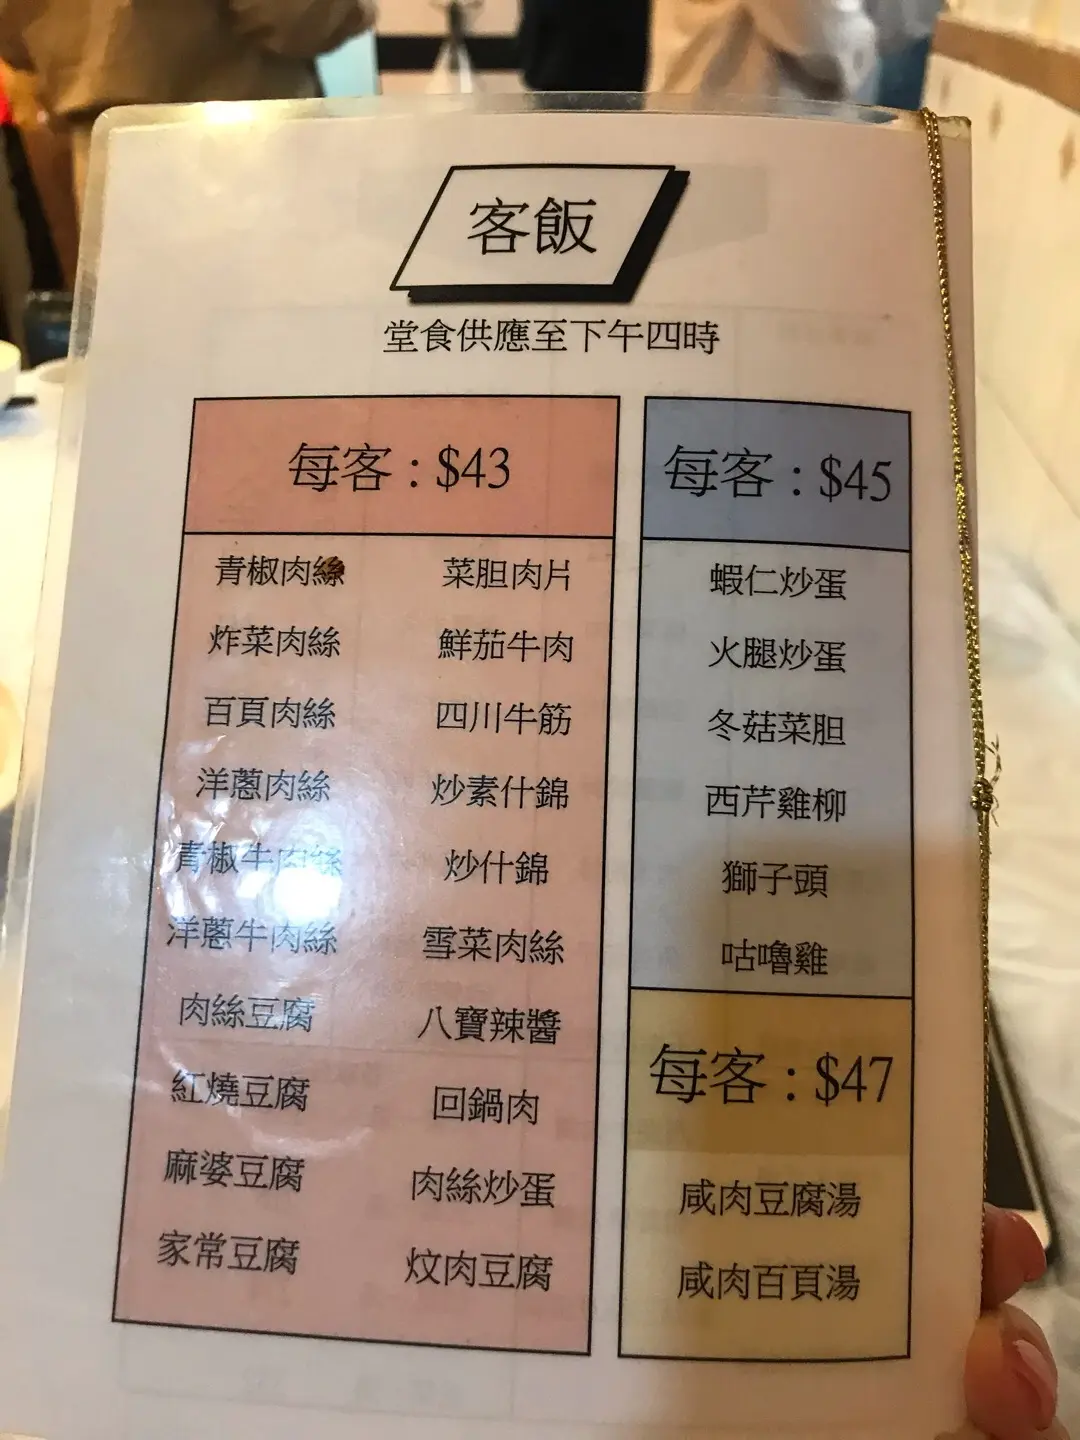 客飯
堂食供應至下午四時
每客：$43
青椒肉絲
炸菜肉絲
百頁肉絲
洋蔥肉絲
青椒牛肉絲
洋蔥牛肉絲
肉絲豆腐
紅燒豆腐
麻婆豆腐
家常豆腐
菜胆肉片
鮮茄牛肉
四川牛筋
炒素什錦
炒什錦
雪菜肉絲
八寶辣醬
回鍋肉
肉絲炒蛋
炆肉豆腐
每客：$45
蝦仁炒蛋
火腿炒蛋
冬菇菜胆
西芹雞柳
獅子頭
咕嚕雞
每客：$47
咸肉豆腐湯
咸肉百頁湯